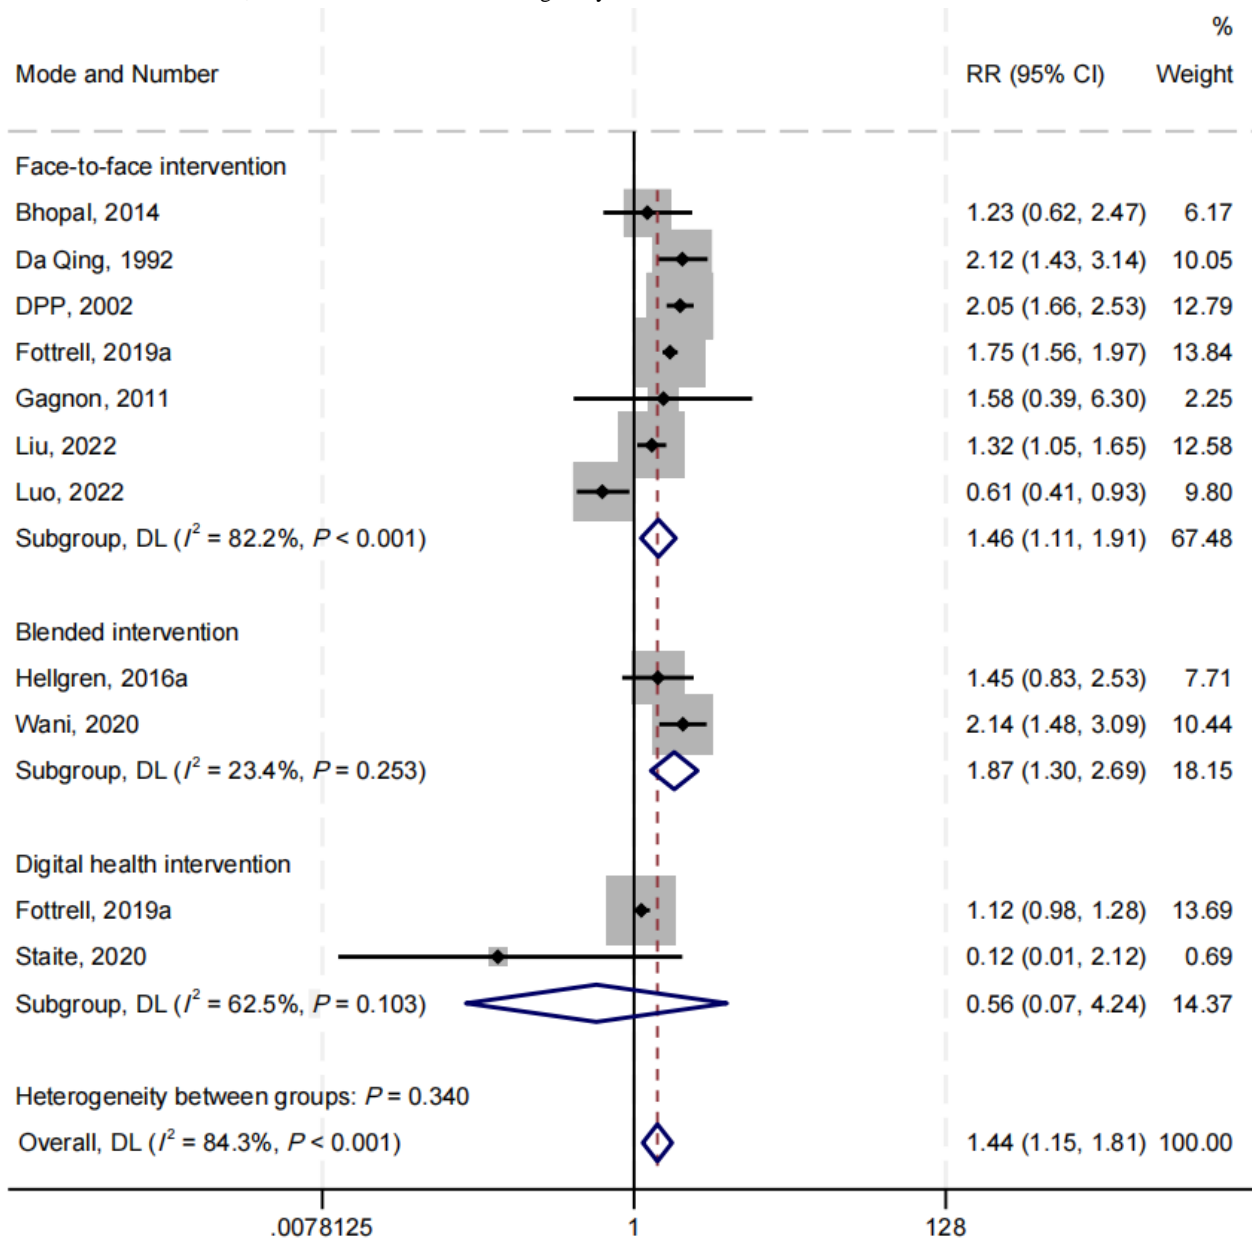 %
Mode and Number RR (95% CI) Weight
Face-to-face intervention
Bhopal, 2014 1.23 (0.62, 2.47) 6.17
Da Qing, 1992 2.12 (1.43, 3.14) 10.05
DPP, 2002 2.05 (1.66, 2.53) 12.79
Fottrell, 2019a 1.75 (1.56, 1.97) 13.84
Gagnon, 2011 1.58 (0.39, 6.30) 2.25
Liu, 2022 1.32 (1.05, 1.65) 12.58
Luo, 2022 0.61 (0.41, 0.93) 9.80
Subgroup, DL (I² = 82.2%, P < 0.001) 1.46 (1.11, 1.91) 67.48
Blended intervention
Hellgren, 2016a 1.45 (0.83, 2.53) 7.71
Wani, 2020 2.14 (1.48, 3.09) 10.44
Subgroup, DL (I² = 23.4%, P = 0.253) 1.87 (1.30, 2.69) 18.15
Digital health intervention
Fottrell, 2019a 1.12 (0.98, 1.28) 13.69
Staite, 2020 0.12 (0.01, 2.12) 0.69
Subgroup, DL (I² = 62.5%, P = 0.103) 0.56 (0.07, 4.24) 14.37
Heterogeneity between groups: P = 0.340
Overall, DL (I² = 84.3%, P < 0.001) 1.44 (1.15, 1.81) 100.00
.0078125 1 128